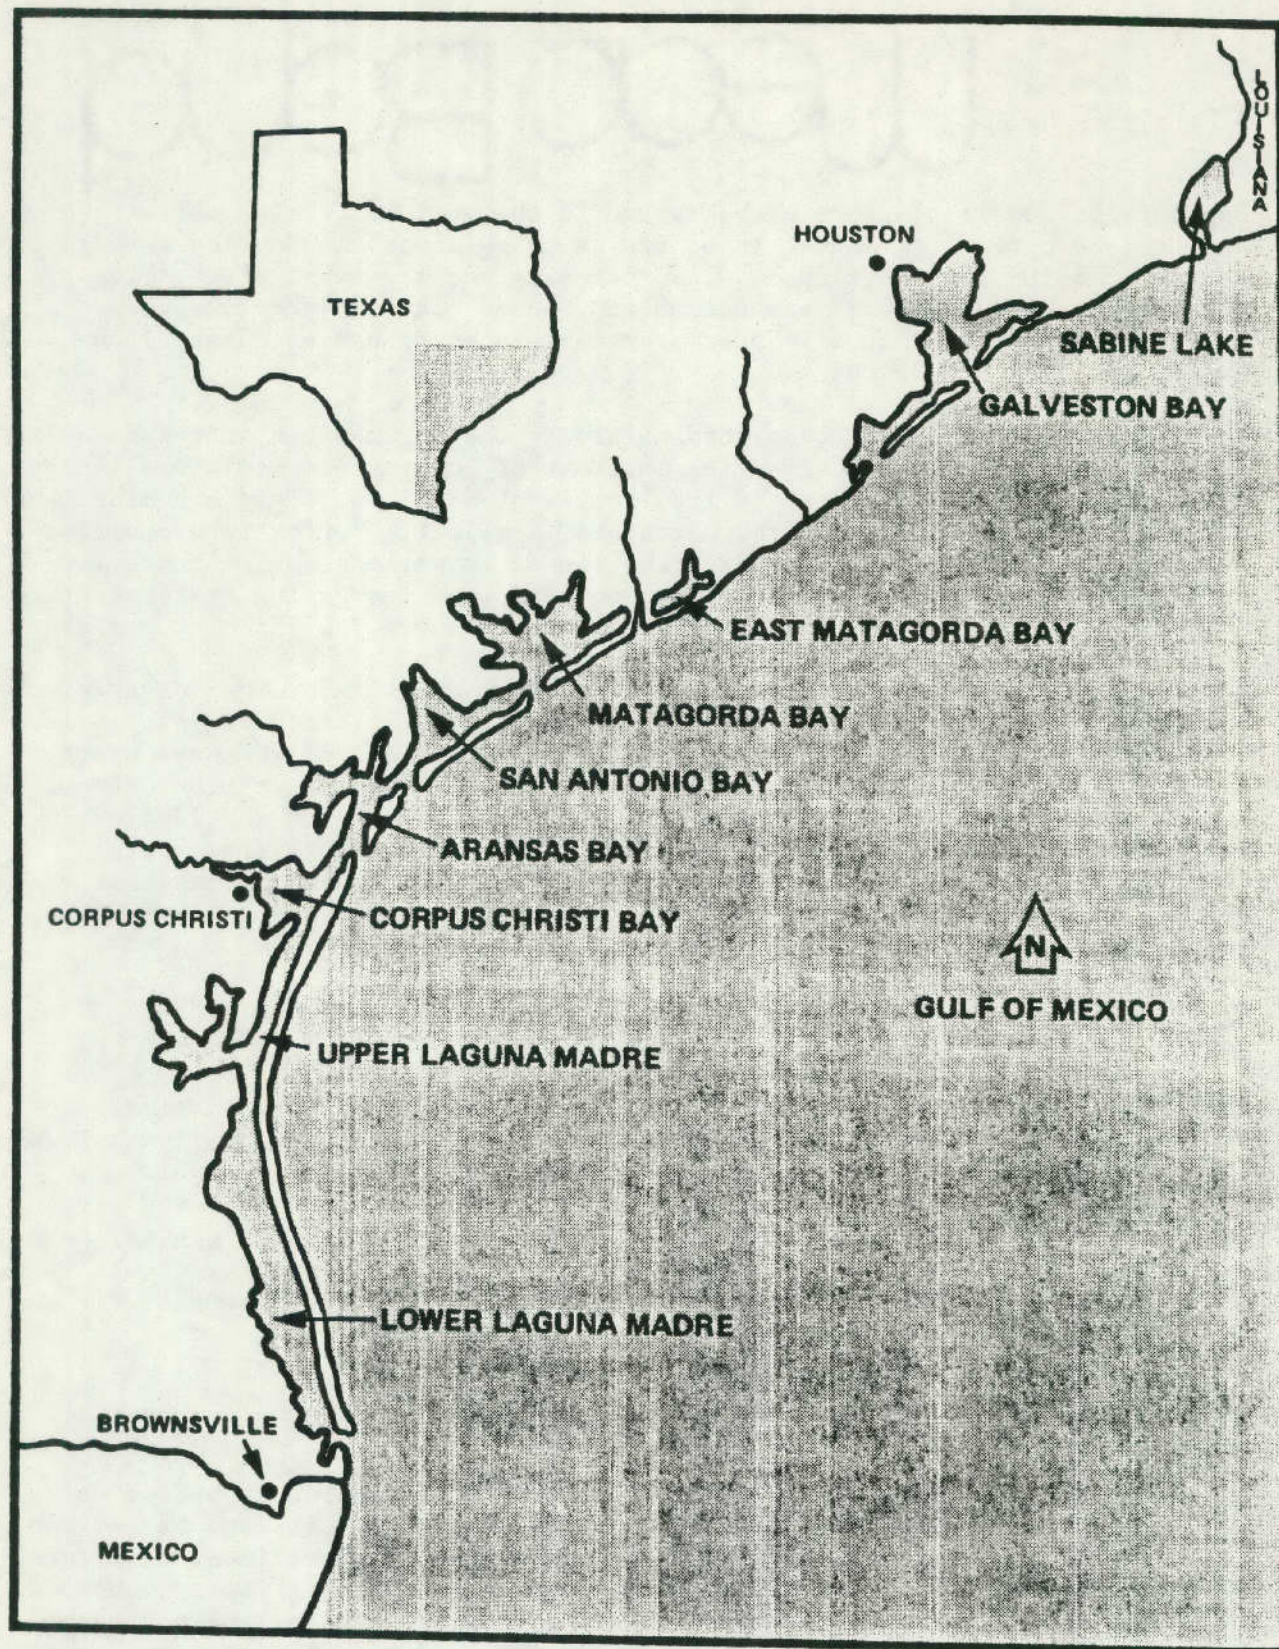 LOUISIANA
HOUSTON
TEXAS
SABINE LAKE
GALVESTON BAY
EAST MATAGORDA BAY
MATAGORDA BAY
SAN ANTONIO BAY
ARANSAS BAY
CORPUS CHRISTI
CORPUS CHRISTI BAY
N
GULF OF MEXICO
UPPER LAGUNA MADRE
LOWER LAGUNA MADRE
BROWNSVILLE
MEXICO